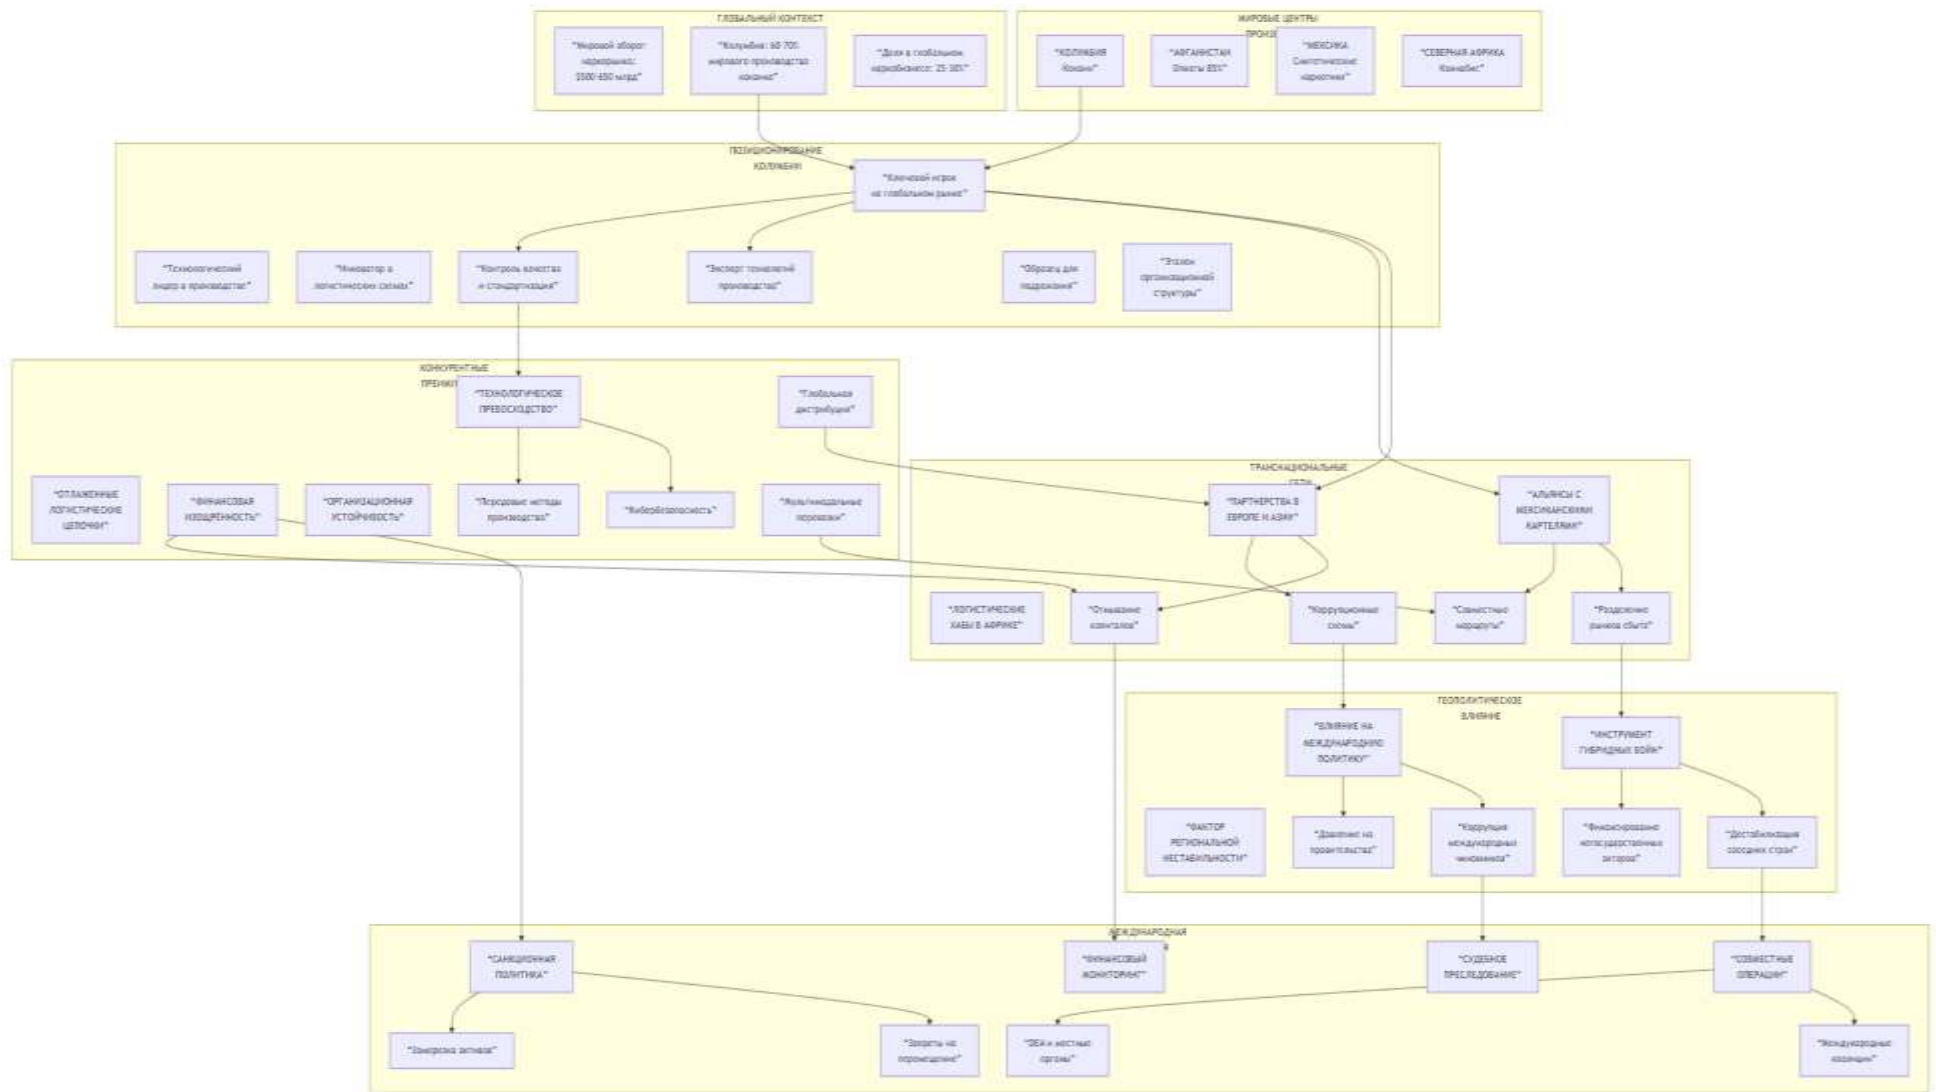 ГЛОБАЛЬНЫЙ КОНТЕКСТ
"Мировой оборот
наркорынка:
$500-650 млрд"
"Колумбия: 60-70%
мирового производства
кокаина"
"Доля в глобальном
наркобизнесе: 25-30%"
МИРОВЫЕ ЦЕНТРЫ
"КОЛУМБИЯ
Кокаин"
"АФГАНИСТАН
Опиаты 85%"
"МЕКСИКА
Синтетические
наркотики"
"СЕВЕРНАЯ АФРИКА
Каннабис"
ПОЗИЦИОНИРОВАНИЕ
КОЛУМБИИ
"Ключевой игрок
на глобальном рынке"
"Технологический
лидер в производстве"
"Инноватор в
логистических схемах"
"Контроль качества
и стандартизация"
"Экспорт технологий
производства"
"Образец для
подражания"
"Эталон
организационной
структуры"
КОНКУРЕНТНЫЕ
"ТЕХНОЛОГИЧЕСКОЕ
ПРЕВОСХОДСТВО"
"Глобальная
дистрибуция"
"ОТЛАЖЕННЫЕ
ЛОГИСТИЧЕСКИЕ
ЦЕПОЧКИ"
"ФИНАНСОВАЯ
ИЗОЩРЕННОСТЬ"
"ОРГАНИЗАЦИОННАЯ
УСТОЙЧИВОСТЬ"
"Передовые методы
производства"
"Кибербезопасность"
"Мультимодальные
перевозки"
ТРАНСНАЦИОНАЛЬНЫЕ
СЕТИ
"ПАРТНЕРСТВА В
ЕВРОПЕ И АЗИИ"
"АЛЬЯНСЫ С
МЕКСИКАНСКИМИ
КАРТЕЛЯМИ"
"ЛОГИСТИЧЕСКИЕ
ХАБЫ В АФРИКЕ"
"Отмывание
капиталов"
"Коррупционные
схемы"
"Совместные
маршруты"
"Разделение
рынков сбыта"
ГЕОПОЛИТИЧЕСКОЕ
ВЛИЯНИЕ
"ВЛИЯНИЕ НА
МЕЖДУНАРОДНУЮ
ПОЛИТИКУ"
"ИНСТРУМЕНТ
ГИБРИДНЫХ ВОЙН"
"ФАКТОР
РЕГИОНАЛЬНОЙ
НЕСТАБИЛЬНОСТИ"
"Давление на
правительства"
"Коррупция
международных
чиновников"
"Финансирование
негосударственных
акторов"
"Дестабилизация
соседних стран"
МЕЖДУНАРОДНАЯ
"САНКЦИОННАЯ
ПОЛИТИКА"
"ФИНАНСОВЫЙ
МОНИТОРИНГ"
"СУДЕБНОЕ
ПРЕСЛЕДОВАНИЕ"
"СОВМЕСТНЫЕ
ОПЕРАЦИИ"
"Заморозка активов"
"Запреты на
перемещение"
"DEA и местные
органы"
"Международные
коалиции"